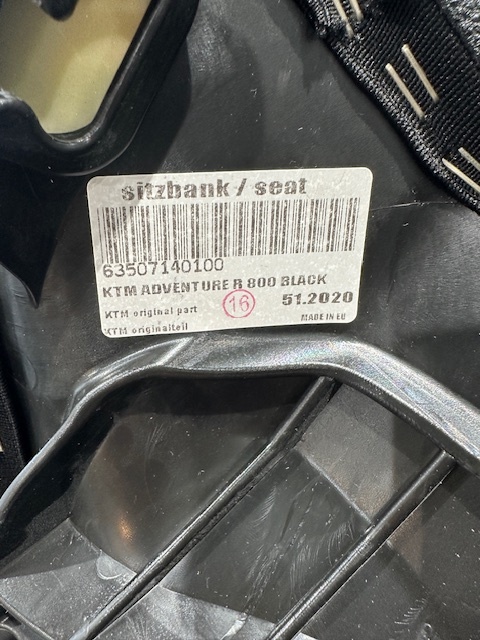 sitzbank / seat
63507140100
KTM ADVENTURE R 800 BLACK
KTM original part 16 51.2020
KTM originalteil MADE IN EU